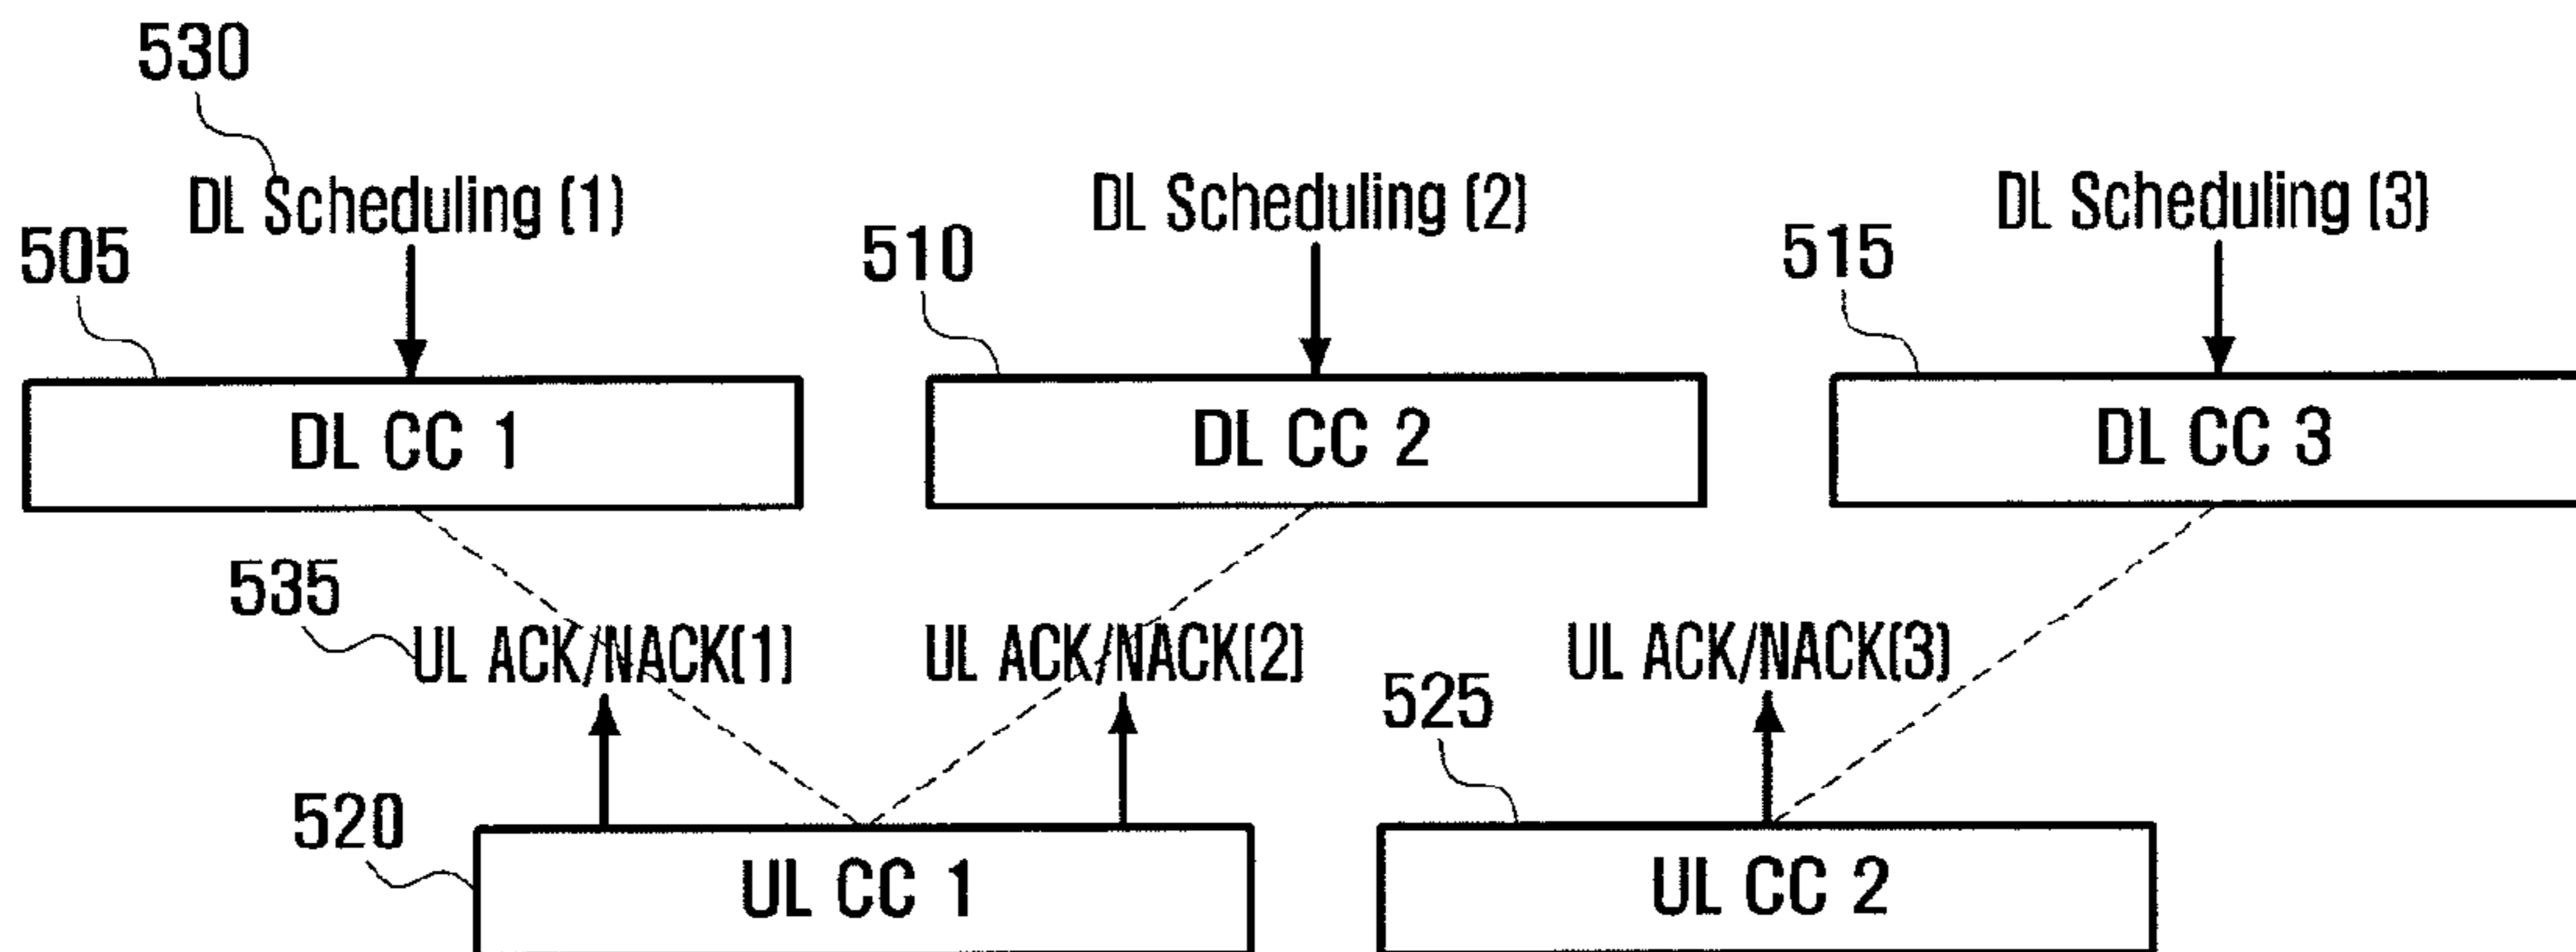 530
DL Scheduling (1)
DL Scheduling (2)
DL Scheduling (3)
505
510
515
DL CC 1
DL CC 2
DL CC 3
535
UL ACK/NACK(1)
UL ACK/NACK(2)
UL ACK/NACK(3)
525
520
UL CC 1
UL CC 2